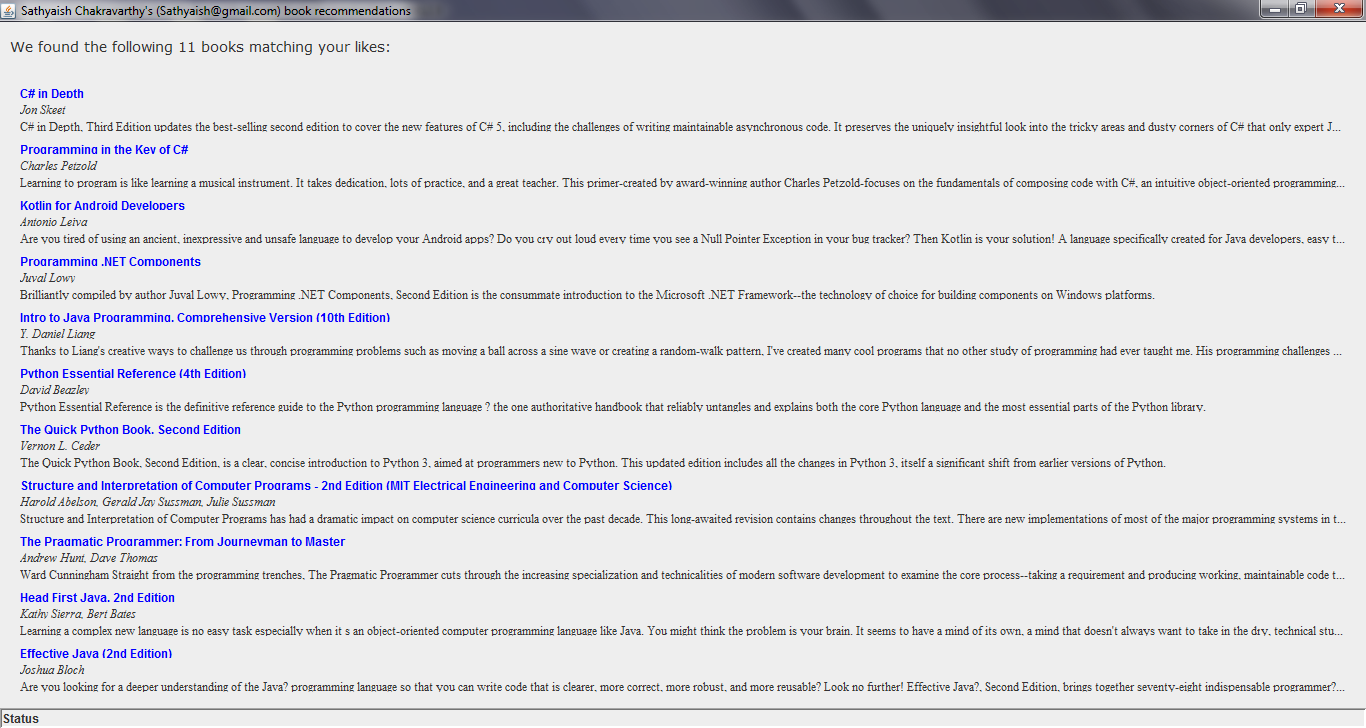 Sathyaish Chakravarthy's (Sathyaish@gmail.com) book recommendations
We found the following 11 books matching your likes:
C# in Depth
Jon Skeet
C# in Depth, Third Edition updates the best-selling second edition to cover the new features of C# 5, including the challenges of writing maintainable asynchronous code. It preserves the uniquely insightful look into the tricky areas and dusty corners of C# that only expert J...
Programming in the Key of C#
Charles Petzold
Learning to program is like learning a musical instrument. It takes dedication, lots of practice, and a great teacher. This primer-created by award-winning author Charles Petzold-focuses on the fundamentals of composing code with C#, an intuitive object-oriented programming...
Kotlin for Android Developers
Antonio Leiva
Are you tired of using an ancient, inexpressive and unsafe language to develop your Android apps? Do you cry out loud every time you see a Null Pointer Exception in your bug tracker? Then Kotlin is your solution! A language specifically created for Java developers, easy t...
Programming .NET Components
Juval Lowy
Brilliantly compiled by author Juval Lowy, Programming .NET Components, Second Edition is the consummate introduction to the Microsoft .NET Framework--the technology of choice for building components on Windows platforms.
Intro to Java Programming, Comprehensive Version (10th Edition)
Y. Daniel Liang
Thanks to Liang's creative ways to challenge us through programming problems such as moving a ball across a sine wave or creating a random-walk pattern, I've created many cool programs that no other study of programming had ever taught me. His programming challenges ...
Python Essential Reference (4th Edition)
David Beazley
Python Essential Reference is the definitive reference guide to the Python programming language ? the one authoritative handbook that reliably untangles and explains both the core Python language and the most essential parts of the Python library.
The Quick Python Book, Second Edition
Vernon L. Ceder
The Quick Python Book, Second Edition, is a clear, concise introduction to Python 3, aimed at programmers new to Python. This updated edition includes all the changes in Python 3, itself a significant shift from earlier versions of Python.
Structure and Interpretation of Computer Programs - 2nd Edition (MIT Electrical Engineering and Computer Science)
Harold Abelson, Gerald Jay Sussman, Julie Sussman
Structure and Interpretation of Computer Programs has had a dramatic impact on computer science curricula over the past decade. This long-awaited revision contains changes throughout the text. There are new implementations of most of the major programming systems in t...
The Pragmatic Programmer: From Journeyman to Master
Andrew Hunt, Dave Thomas
Ward Cunningham Straight from the programming trenches, The Pragmatic Programmer cuts through the increasing specialization and technicalities of modern software development to examine the core process--taking a requirement and producing working, maintainable code t...
Head First Java, 2nd Edition
Kathy Sierra, Bert Bates
Learning a complex new language is no easy task especially when it s an object-oriented computer programming language like Java. You might think the problem is your brain. It seems to have a mind of its own, a mind that doesn't always want to take in the dry, technical stu...
Effective Java (2nd Edition)
Joshua Bloch
Are you looking for a deeper understanding of the Java? programming language so that you can write code that is clearer, more correct, more robust, and more reusable? Look no further! Effective Java?, Second Edition, brings together seventy-eight indispensable programmer?...
Status